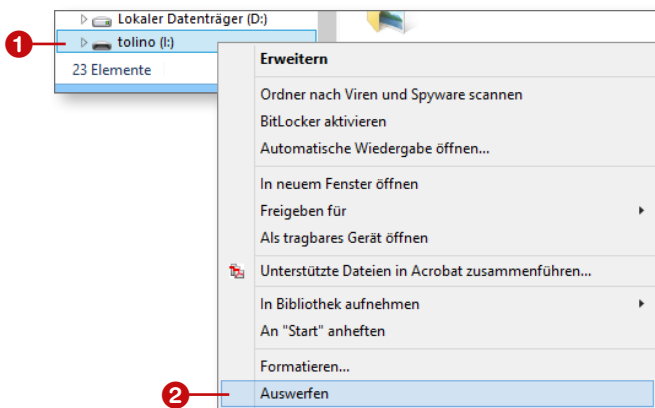 Lokaler Datenträger (D:)
1
tolino (I:)
23 Elemente
Erweitern
Ordner nach Viren und Spyware scannen
BitLocker aktivieren
Automatische Wiedergabe öffnen...
In neuem Fenster öffnen
Freigeben für
Als tragbares Gerät öffnen
Unterstützte Dateien in Acrobat zusammenführen...
In Bibliothek aufnehmen
An "Start" anheften
Formatieren...
2
Auswerfen